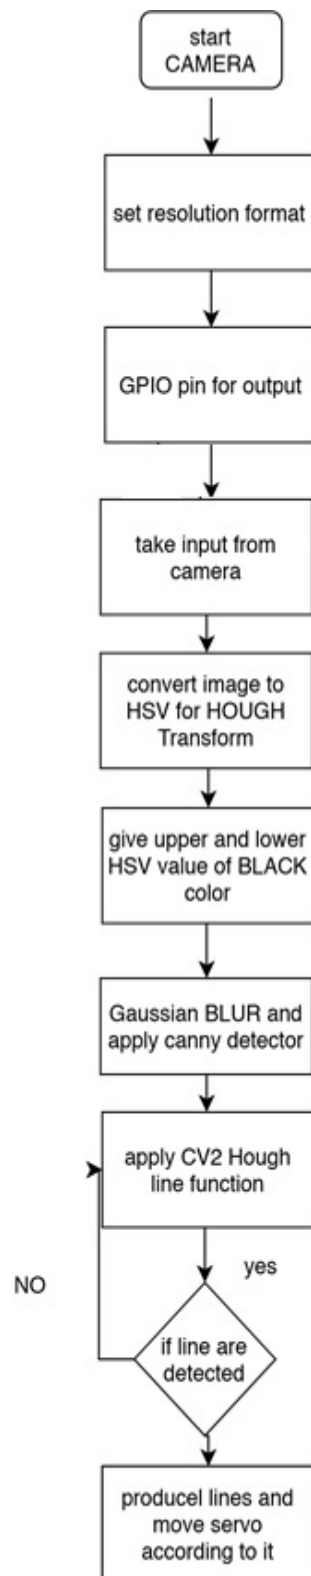 start
CAMERA
set resolution format
GPIO pin for output
take input from
camera
convert image to
HSV for HOUGH
Transform
give upper and lower
HSV value of BLACK
color
Gaussian BLUR and
apply canny detector
apply CV2 Hough
line function
yes
NO
if line are
detected
producel lines and
move servo
according to it